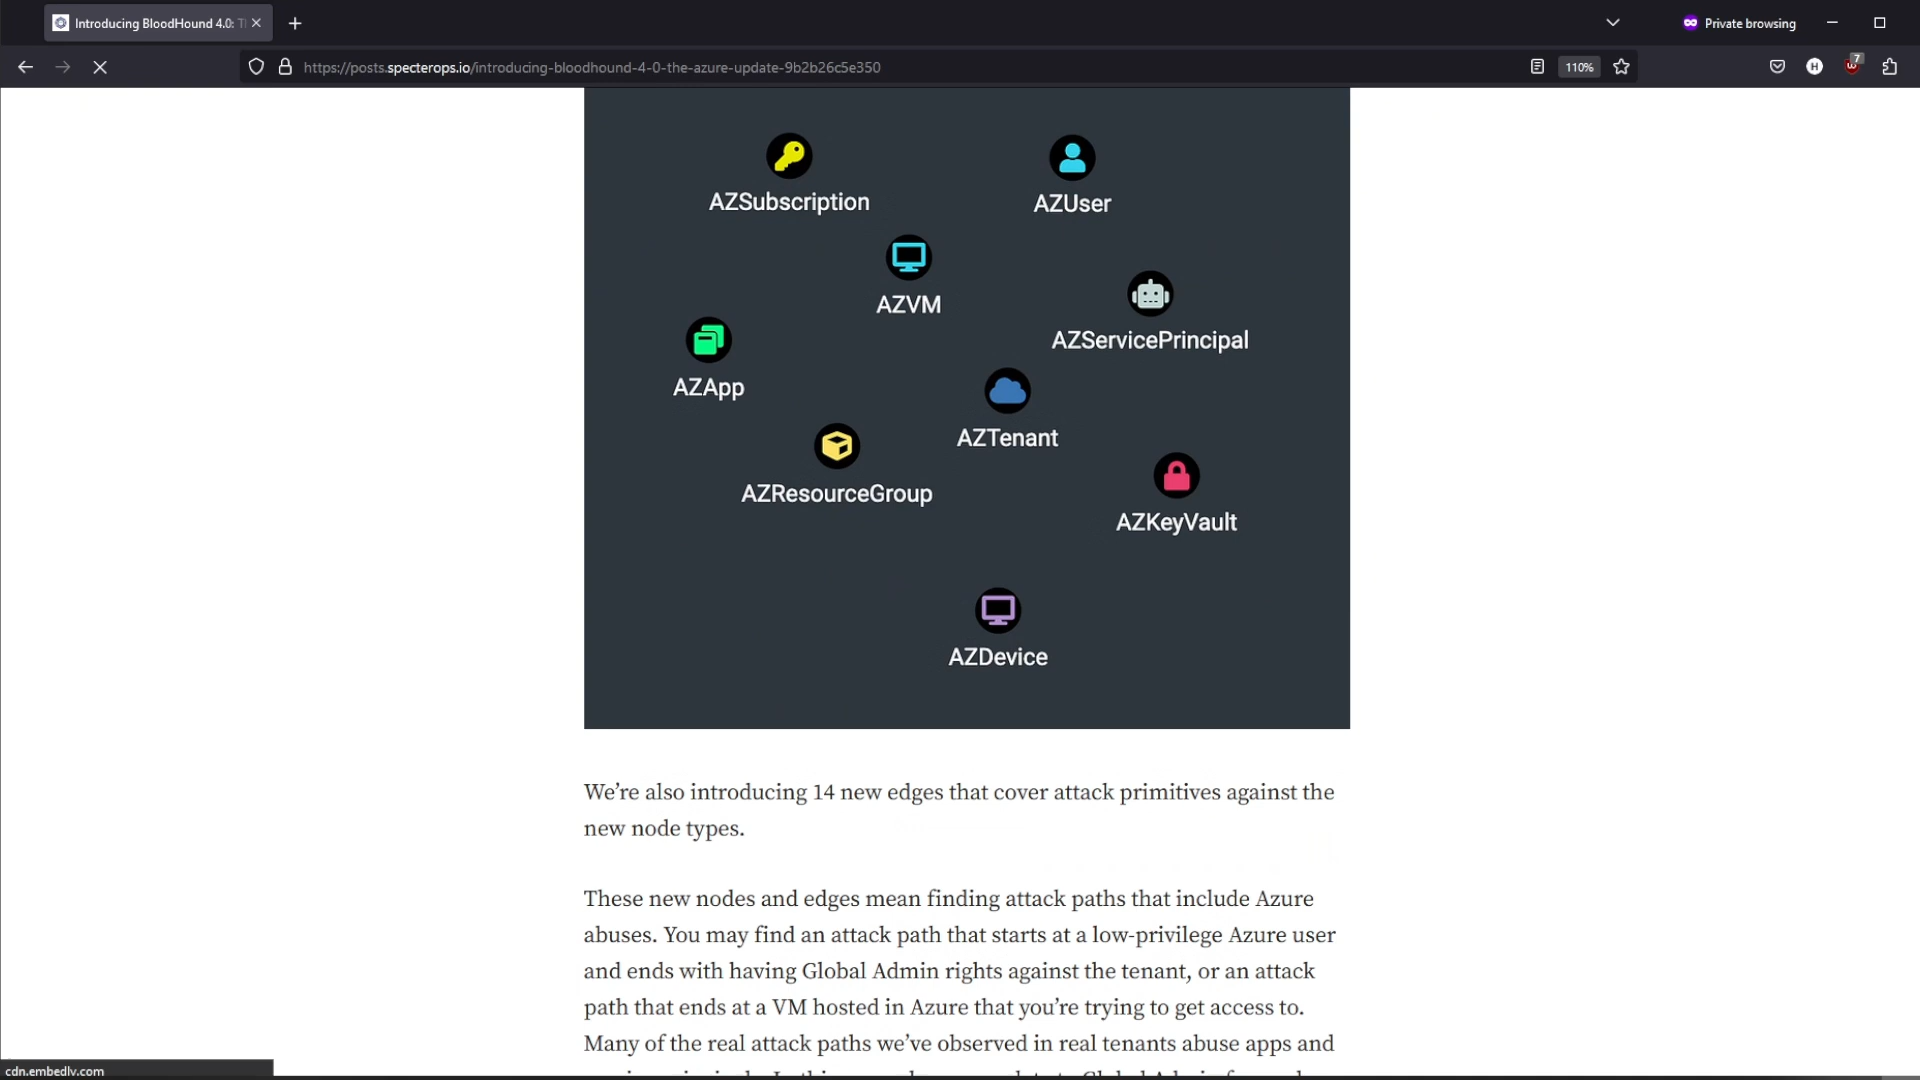 Introducing BloodHound 4.0: T
Private browsing
https://posts.specterops.io/introducing-bloodhound-4-0-the-azure-update-9b2b26c5e350
110%
H
7
AZSubscription
AZUser
AZVM
AZServicePrincipal
AZApp
AZTenant
AZResourceGroup
AZKeyVault
AZDevice
We’re also introducing 14 new edges that cover attack primitives against the
new node types.
These new nodes and edges mean finding attack paths that include Azure
abuses. You may find an attack path that starts at a low-privilege Azure user
and ends with having Global Admin rights against the tenant, or an attack
path that ends at a VM hosted in Azure that you’re trying to get access to.
Many of the real attack paths we’ve observed in real tenants abuse apps and
cdn.embedly.com